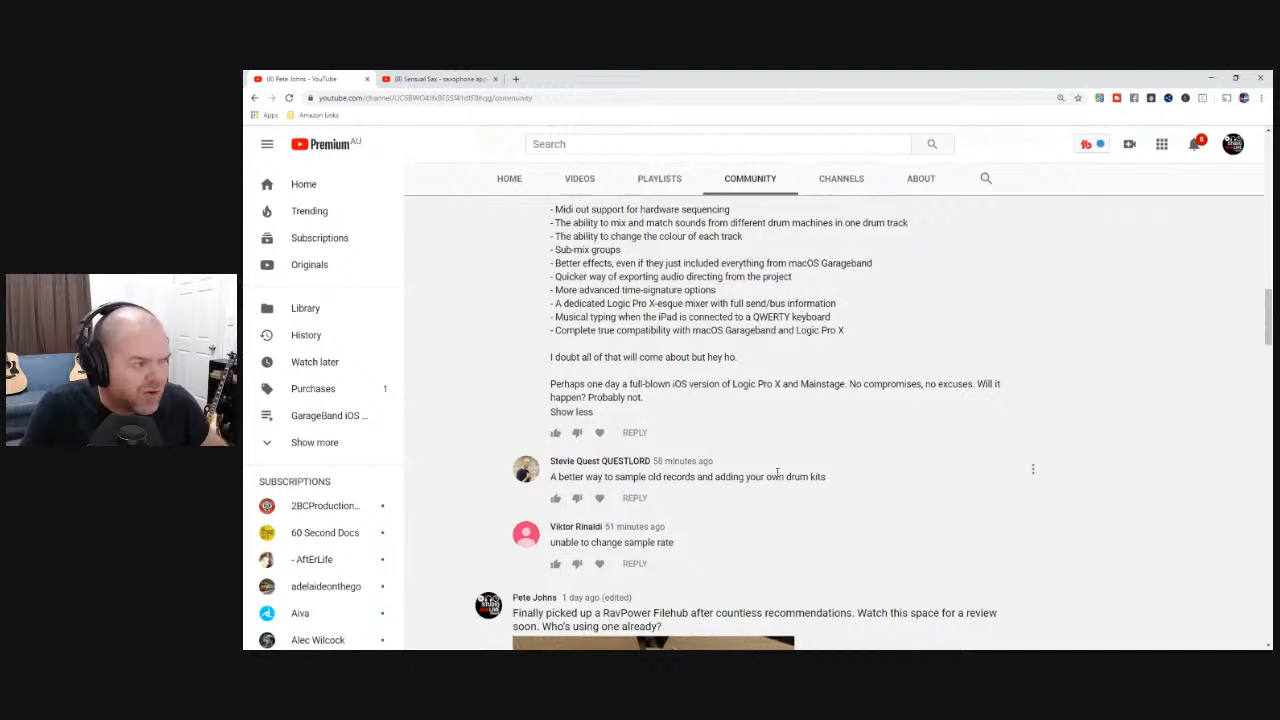 (8) Pete Johns - YouTube
(8) Sensual Sax - saxophone app
Apps
Amazon Links
Premium AU
Search
8
HOME
VIDEOS
PLAYLISTS
COMMUNITY
CHANNELS
ABOUT
Home
Trending
Subscriptions
Originals
Library
History
Watch later
Purchases 1
GarageBand iOS ...
Show more
SUBSCRIPTIONS
2BCProduction...
60 Second Docs
- AftErLife
adelaideonthego
Aiva
Alec Wilcock
- Midi out support for hardware sequencing
- The ability to mix and match sounds from different drum machines in one drum track
- The ability to change the colour of each track
- Sub-mix groups
- Better effects, even if they just included everything from macOS Garageband
- Quicker way of exporting audio directing from the project
- More advanced time-signature options
- A dedicated Logic Pro X-esque mixer with full send/bus information
- Musical typing when the iPad is connected to a QWERTY keyboard
- Complete true compatibility with macOS Garageband and Logic Pro X
I doubt all of that will come about but hey ho.
Perhaps one day a full-blown iOS version of Logic Pro X and Mainstage. No compromises, no excuses. Will it
happen? Probably not.
Show less
REPLY
Stevie Quest QUESTLORD 58 minutes ago
A better way to sample old records and adding your own drum kits
REPLY
Viktor Rinaldi 51 minutes ago
unable to change sample rate
REPLY
Pete Johns 1 day ago (edited)
Finally picked up a RavPower Filehub after countless recommendations. Watch this space for a review
soon. Who's using one already?